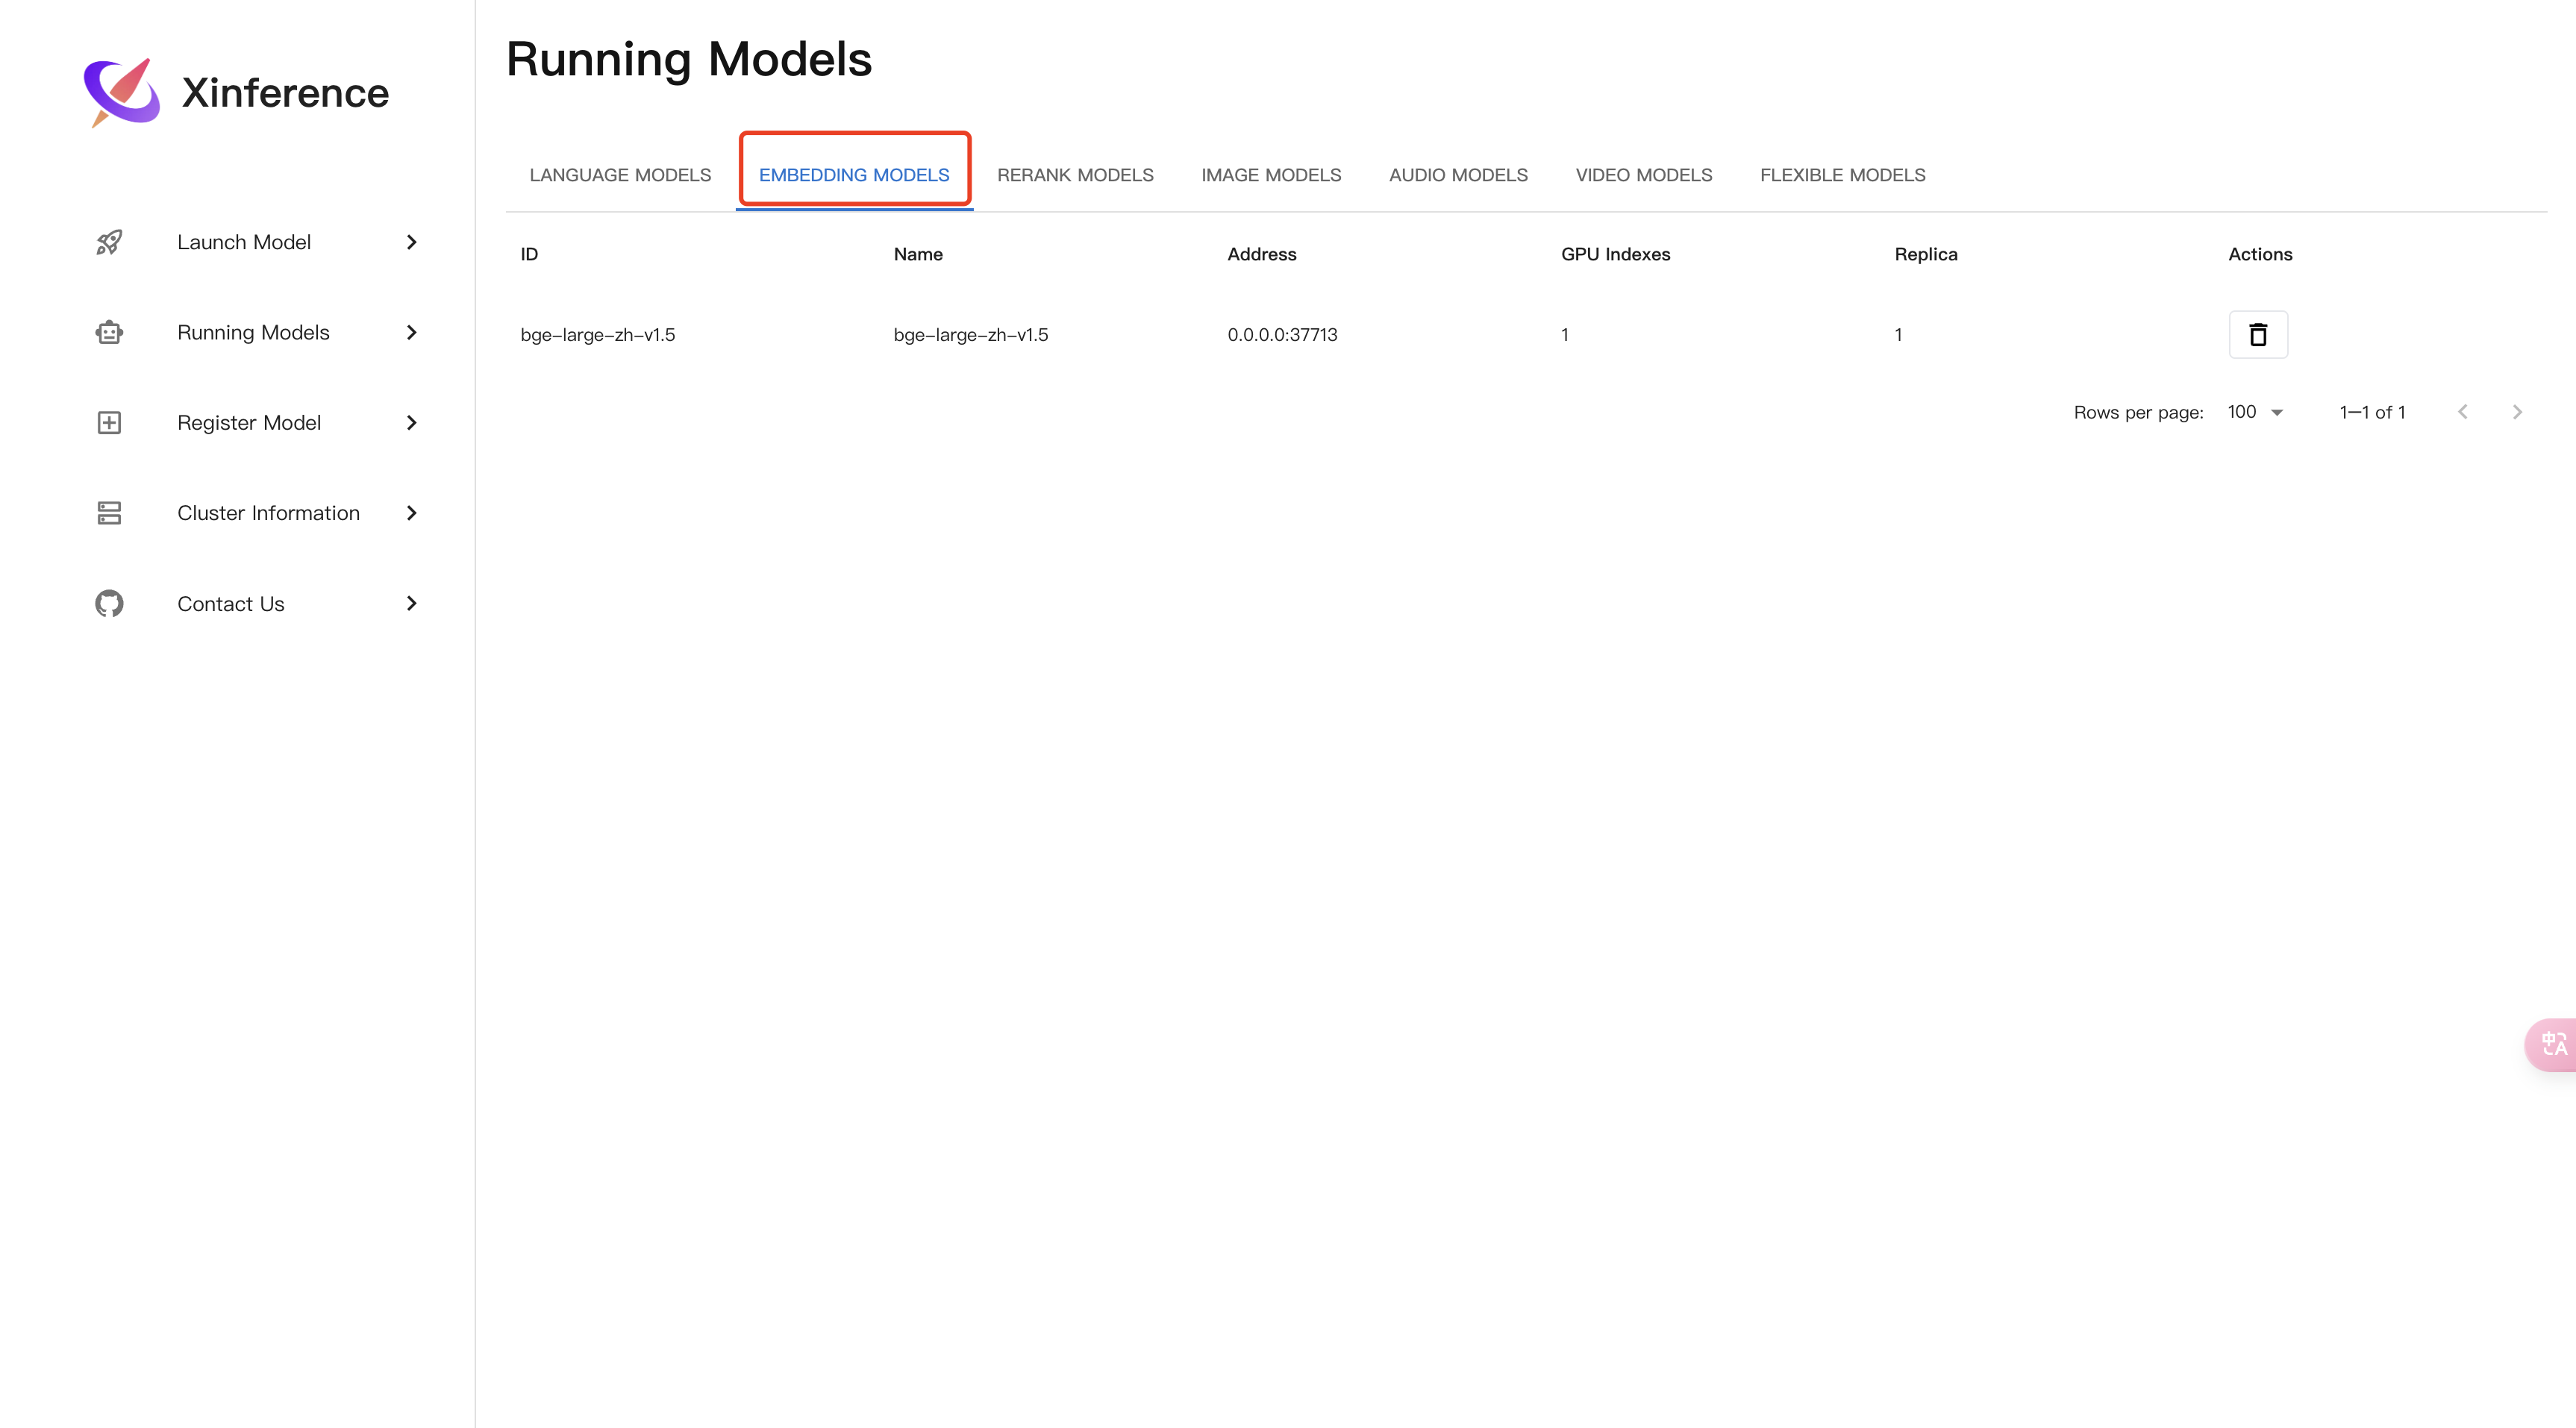 Xinference
Launch Model
Running Models
Register Model
Cluster Information
Contact Us
Running Models
LANGUAGE MODELS EMBEDDING MODELS RERANK MODELS IMAGE MODELS AUDIO MODELS VIDEO MODELS FLEXIBLE MODELS
ID Name Address GPU Indexes Replica Actions
bge-large-zh-v1.5 bge-large-zh-v1.5 0.0.0.0:37713 1 1
Rows per page: 100 1–1 of 1
中A